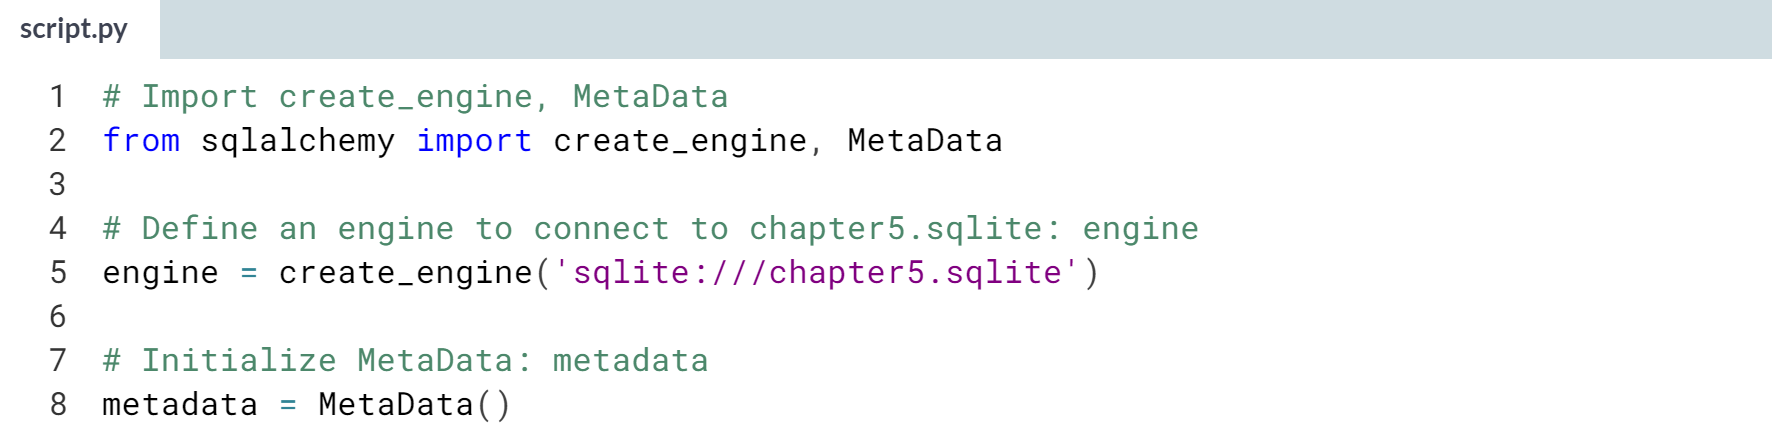 script.py
1 # Import create_engine, MetaData
2 from sqlalchemy import create_engine, MetaData
3
4 # Define an engine to connect to chapter5.sqlite: engine
5 engine = create_engine('sqlite:///chapter5.sqlite')
6
7 # Initialize MetaData: metadata
8 metadata = MetaData()